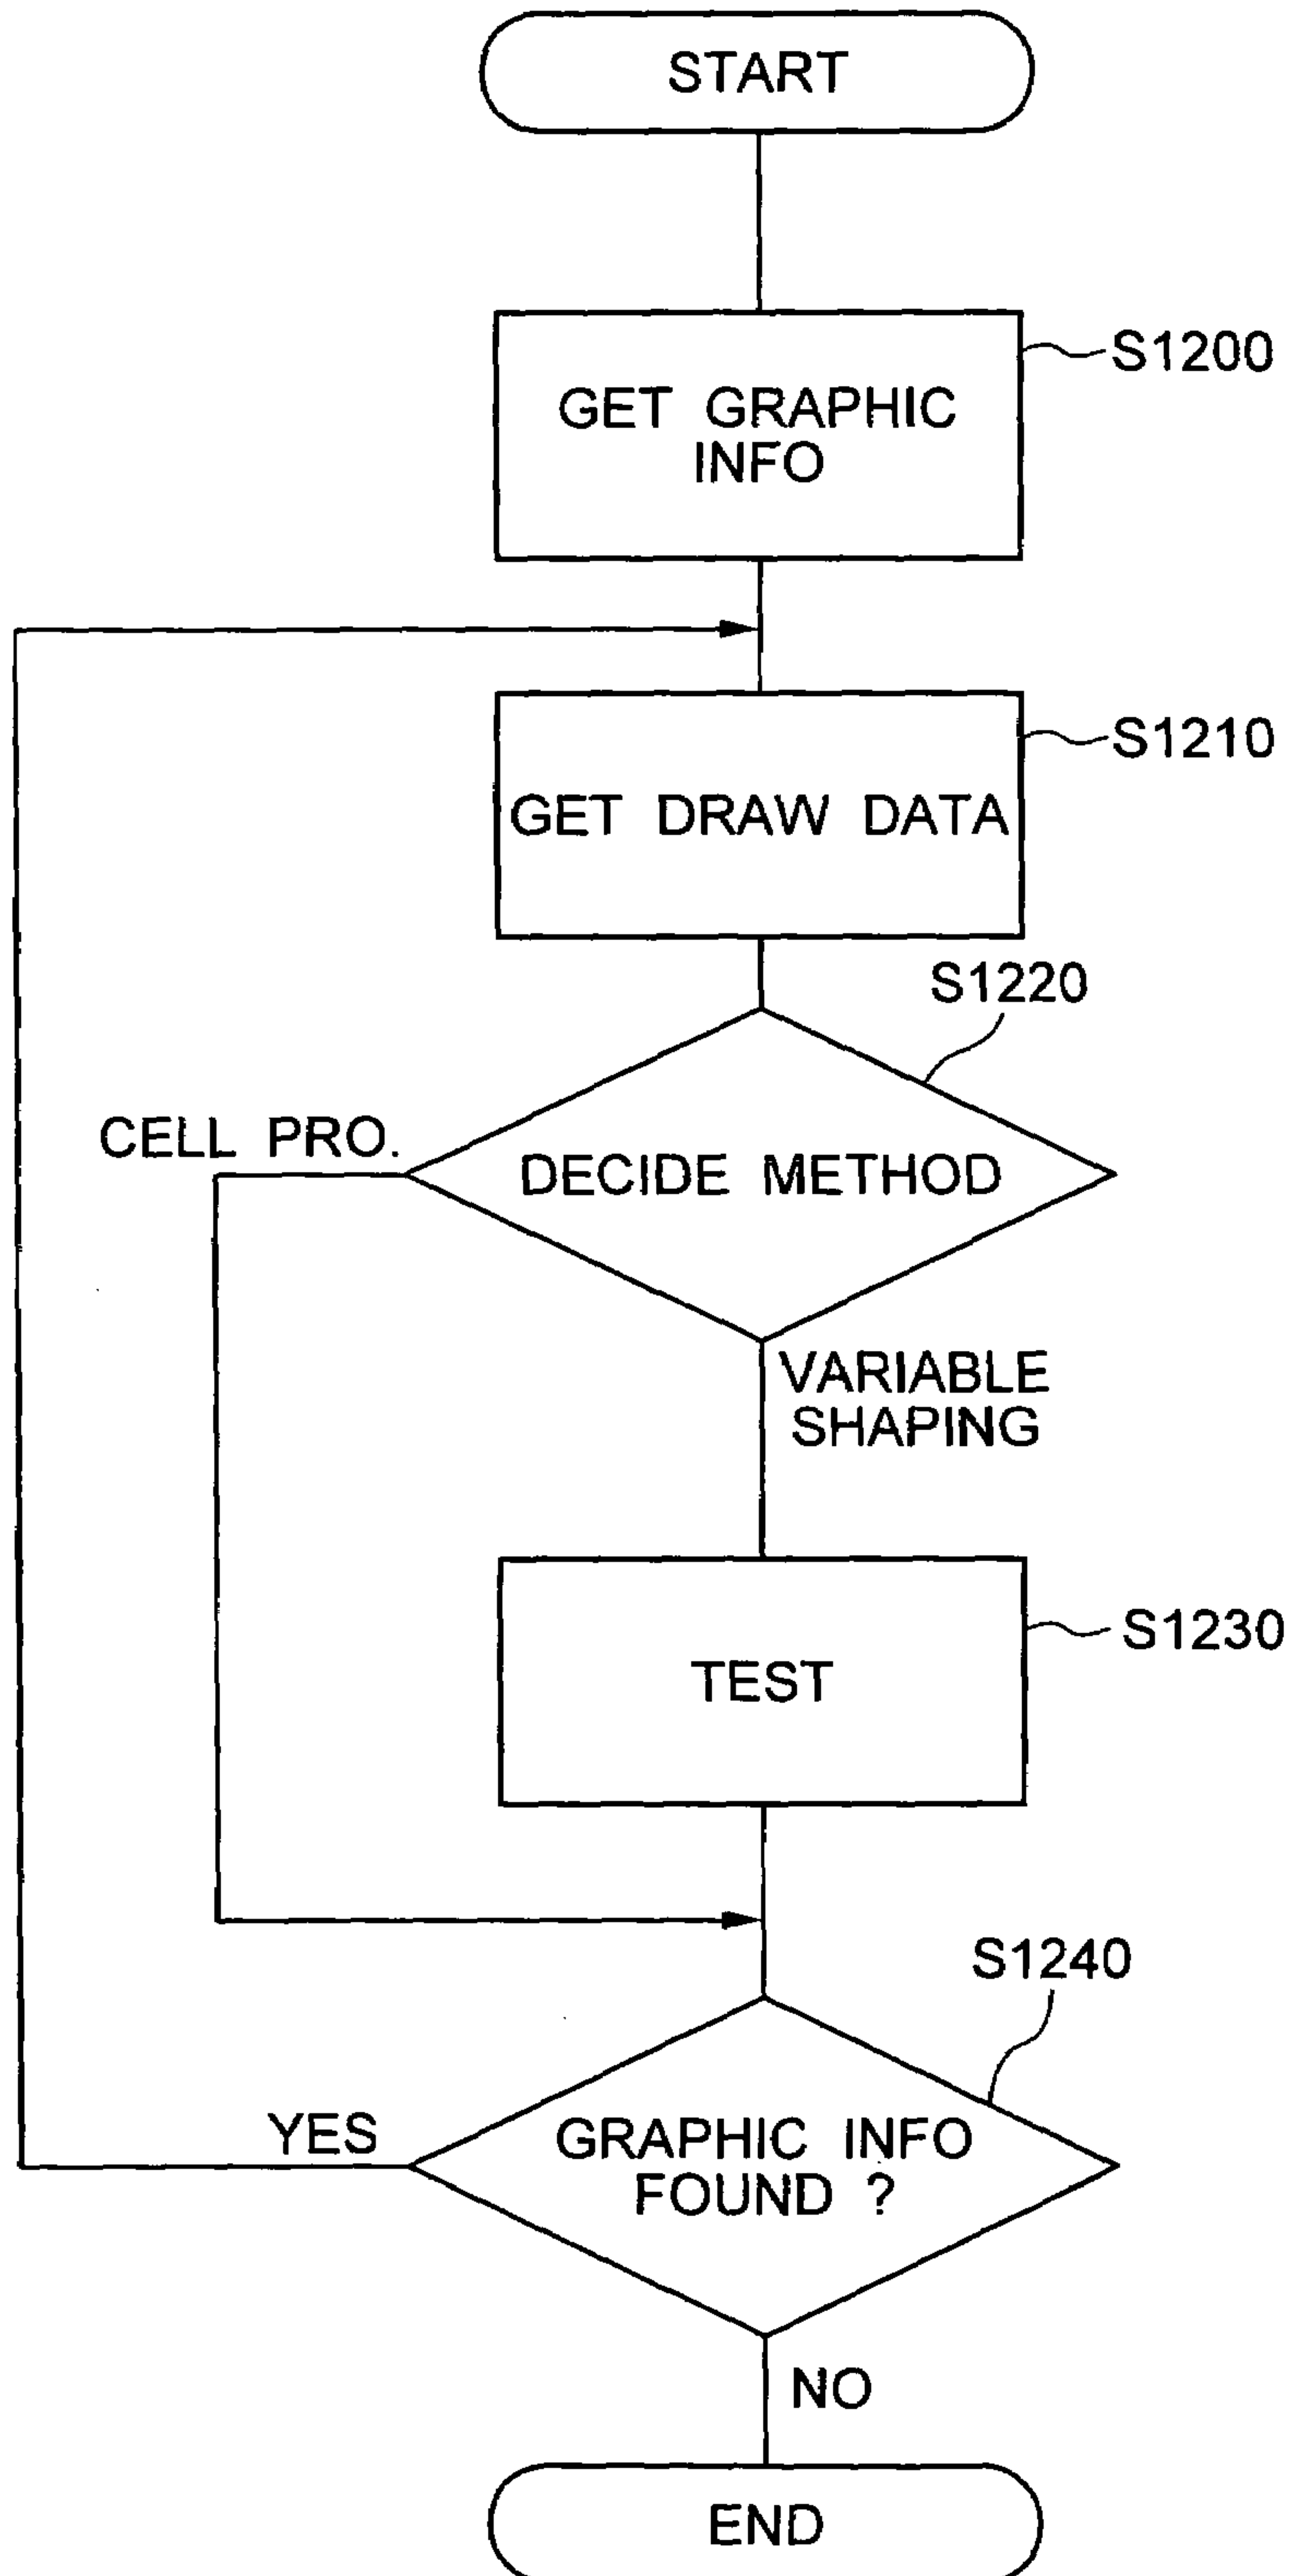 START
S1200
GET GRAPHIC
INFO
S1210
GET DRAW DATA
S1220
CELL PRO.
DECIDE METHOD
VARIABLE
SHAPING
S1230
TEST
S1240
YES
GRAPHIC INFO
FOUND ?
NO
END